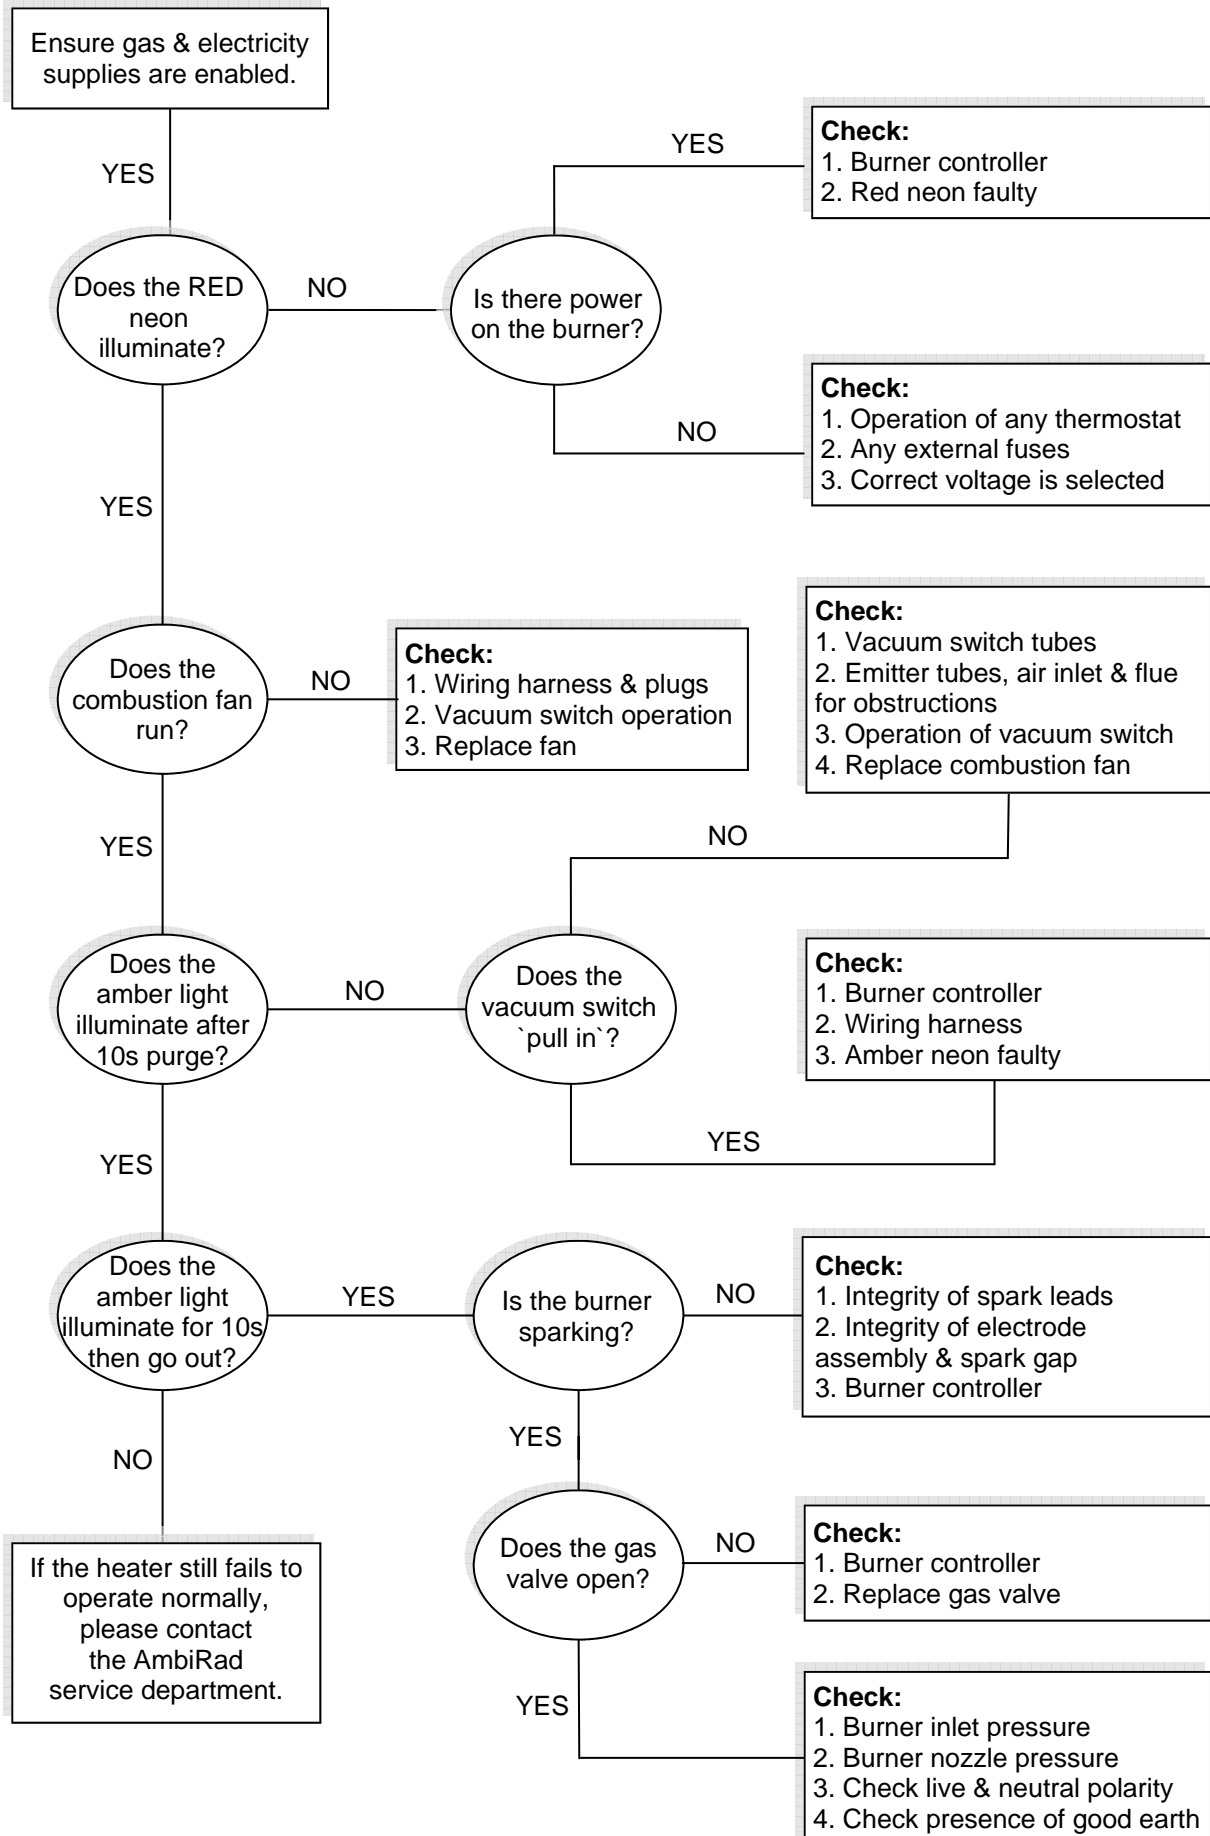 Ensure gas & electricity
supplies are enabled.
YES
Does the RED
neon
illuminate?
NO
Is there power
on the burner?
YES
Check:
1. Burner controller
2. Red neon faulty
NO
Check:
1. Operation of any thermostat
2. Any external fuses
3. Correct voltage is selected
YES
Does the
combustion fan
run?
NO
Check:
1. Wiring harness & plugs
2. Vacuum switch operation
3. Replace fan
YES
Does the
amber light
illuminate after
10s purge?
NO
Does the
vacuum switch
`pull in`?
NO
Check:
1. Vacuum switch tubes
2. Emitter tubes, air inlet & flue
for obstructions
3. Operation of vacuum switch
4. Replace combustion fan
YES
Check:
1. Burner controller
2. Wiring harness
3. Amber neon faulty
YES
Does the
amber light
illuminate for 10s
then go out?
YES
Is the burner
sparking?
NO
Check:
1. Integrity of spark leads
2. Integrity of electrode
assembly & spark gap
3. Burner controller
YES
Does the gas
valve open?
NO
Check:
1. Burner controller
2. Replace gas valve
YES
Check:
1. Burner inlet pressure
2. Burner nozzle pressure
3. Check live & neutral polarity
4. Check presence of good earth
NO
If the heater still fails to
operate normally,
please contact
the AmbiRad
service department.